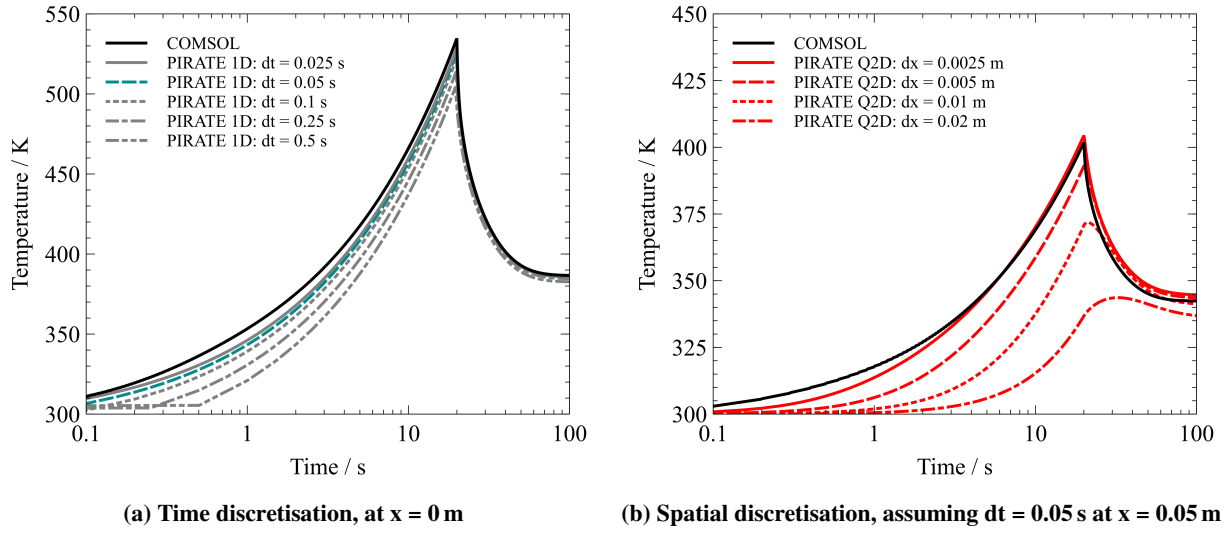 550
500
450
400
350
300
Temperature / K
COMSOL
PIRATE 1D: dt = 0.025 s
PIRATE 1D: dt = 0.05 s
PIRATE 1D: dt = 0.1 s
PIRATE 1D: dt = 0.25 s
PIRATE 1D: dt = 0.5 s
0.1 1 10 100
Time / s
(a) Time discretisation, at x = 0 m
450
425
400
375
350
325
300
Temperature / K
COMSOL
PIRATE Q2D: dx = 0.0025 m
PIRATE Q2D: dx = 0.005 m
PIRATE Q2D: dx = 0.01 m
PIRATE Q2D: dx = 0.02 m
0.1 1 10 100
Time / s
(b) Spatial discretisation, assuming dt = 0.05 s at x = 0.05 m